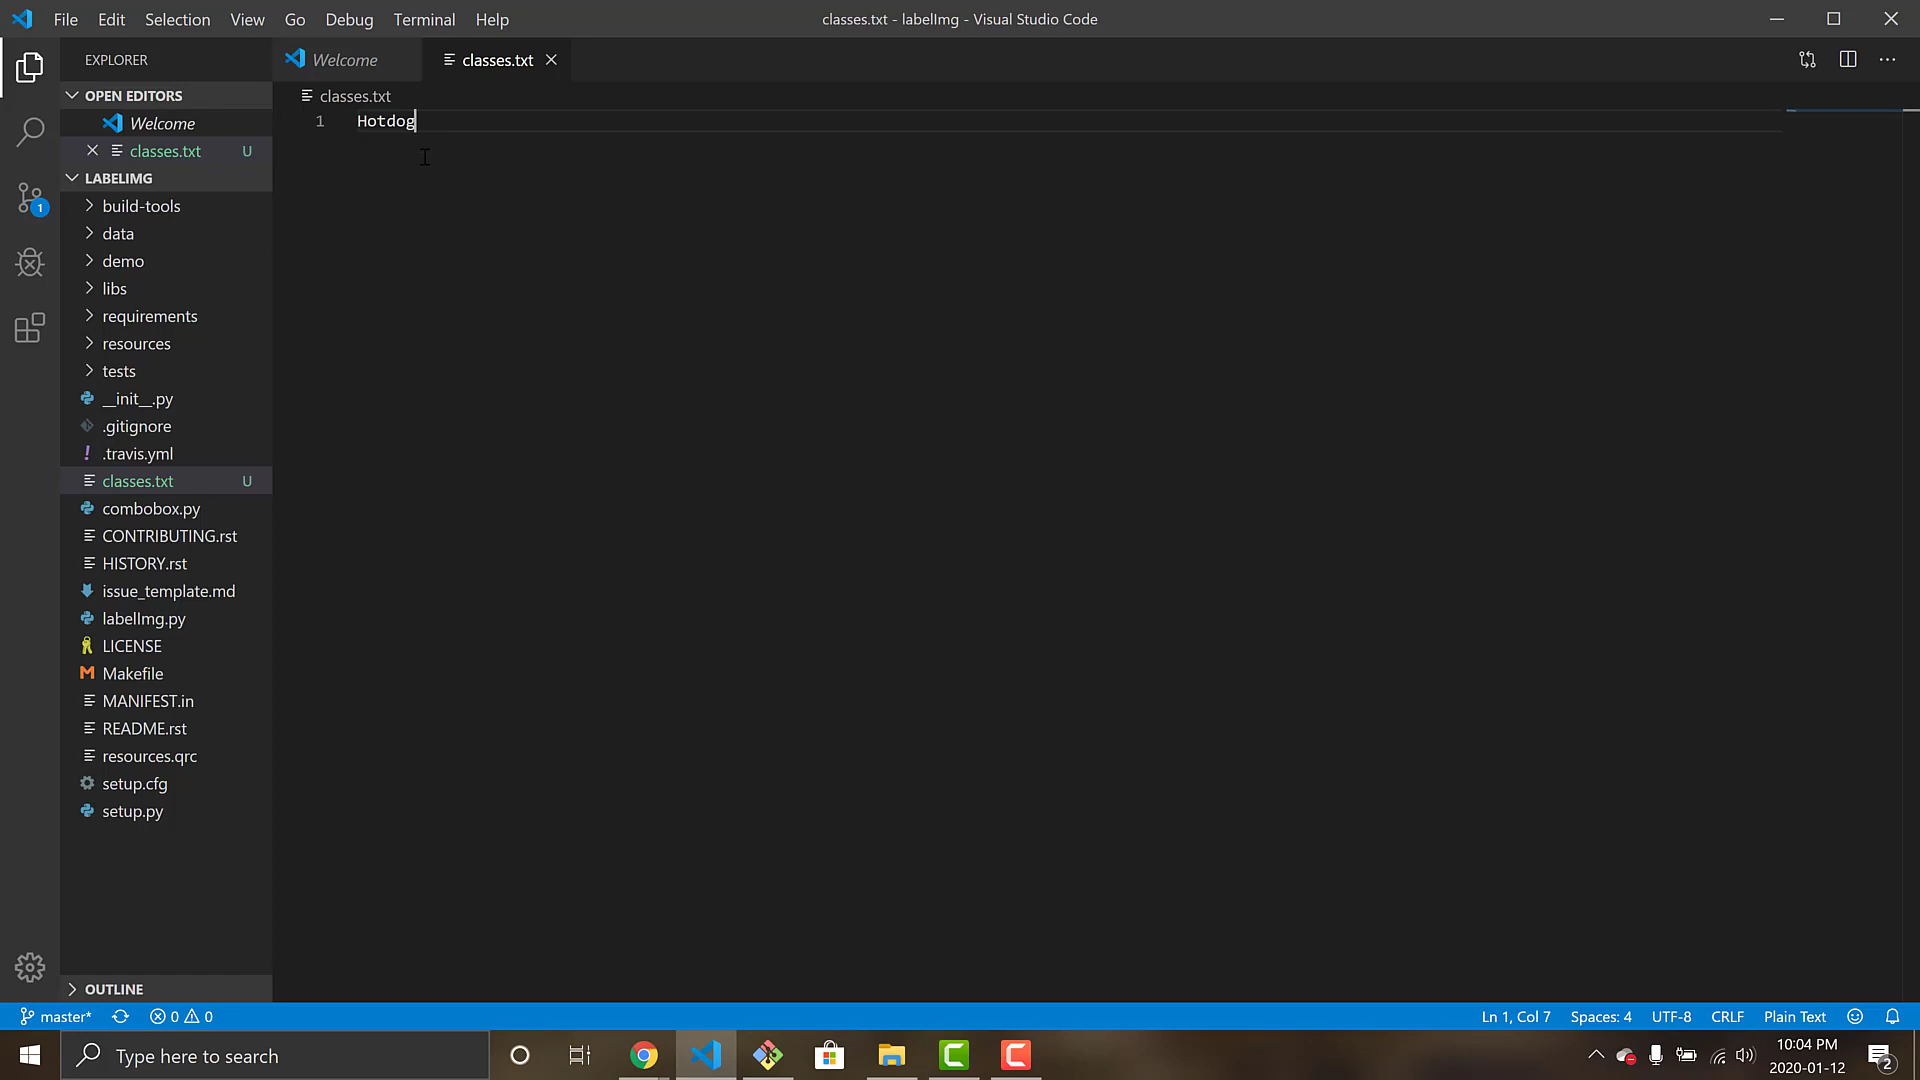 File Edit Selection View Go Debug Terminal Help
classes.txt - labelImg - Visual Studio Code
EXPLORER
Welcome
classes.txt
OPEN EDITORS
Welcome
classes.txt U
LABELIMG
build-tools
data
demo
libs
requirements
resources
tests
__init__.py
.gitignore
.travis.yml
classes.txt U
combobox.py
CONTRIBUTING.rst
HISTORY.rst
issue_template.md
labelImg.py
LICENSE
Makefile
MANIFEST.in
README.rst
resources.qrc
setup.cfg
setup.py
OUTLINE
classes.txt
1 Hotdog
1
master* 0 0
Ln 1, Col 7 Spaces: 4 UTF-8 CRLF Plain Text
Type here to search
10:04 PM
2020-01-12
2